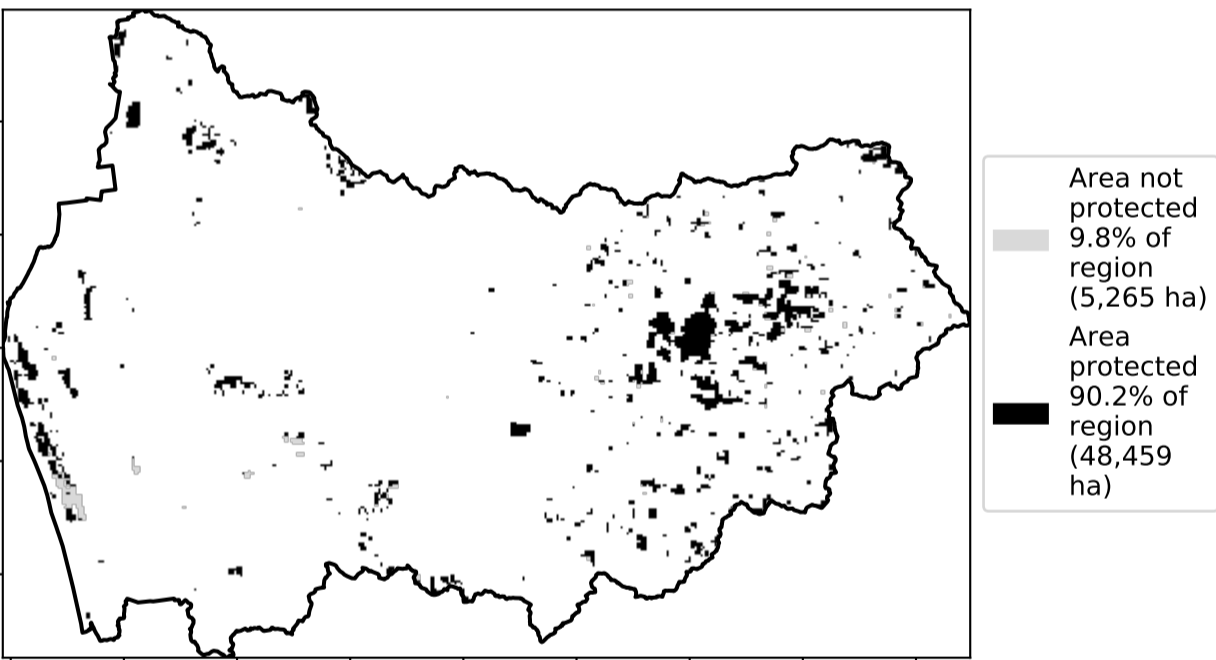 Area not
protected
9.8% of
region
(5,265 ha)
Area
protected
90.2% of
region
(48,459
ha)